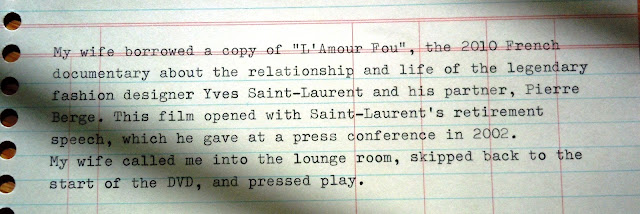 My wife borrowed a copy of "L'Amour Fou", the 2010 French
documentary about the relationship and life of the legendary
fashion designer Yves Saint-Laurent and his partner, Pierre
Berge. This film opened with Saint-Laurent's retirement
speech, which he gave at a press conference in 2002.
My wife called me into the lounge room, skipped back to the
start of the DVD, and pressed play.